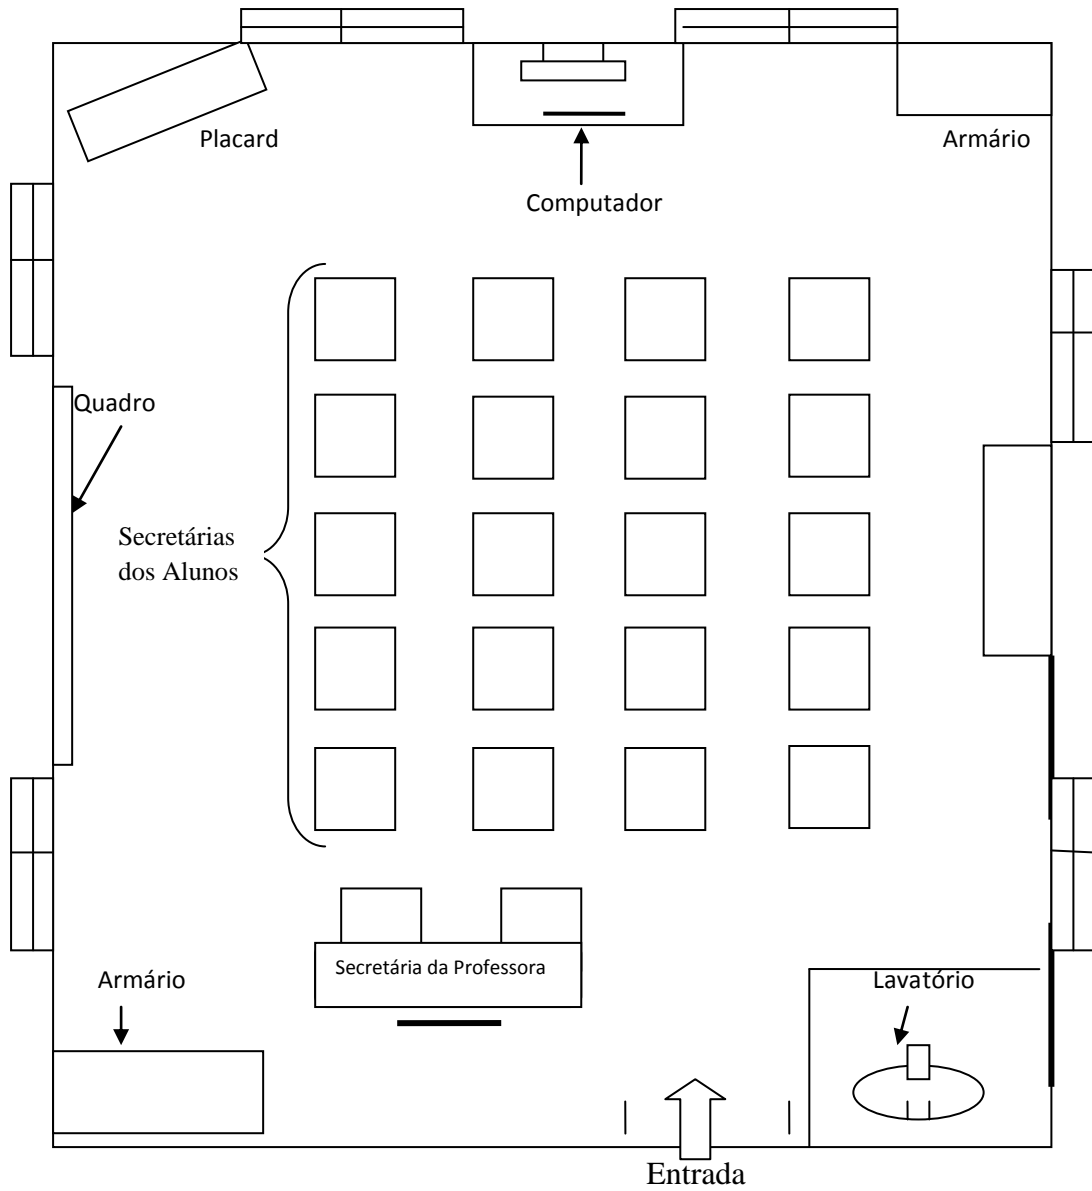 Placard
Armário
Computador
Quadro
Secretárias
dos Alunos
Secretária da Professora
Armário
Lavatório
Entrada